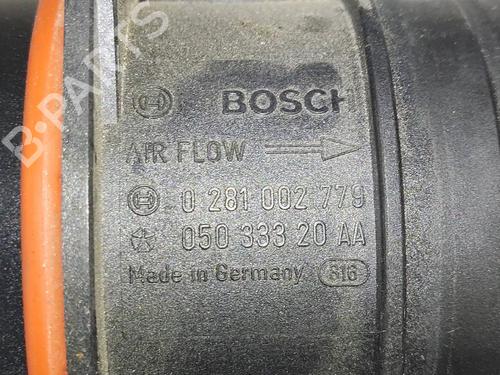 BOSCH
AIR FLOW
0 281 002 779
050 333 20 AA
Made in Germany 816
B-PARTS